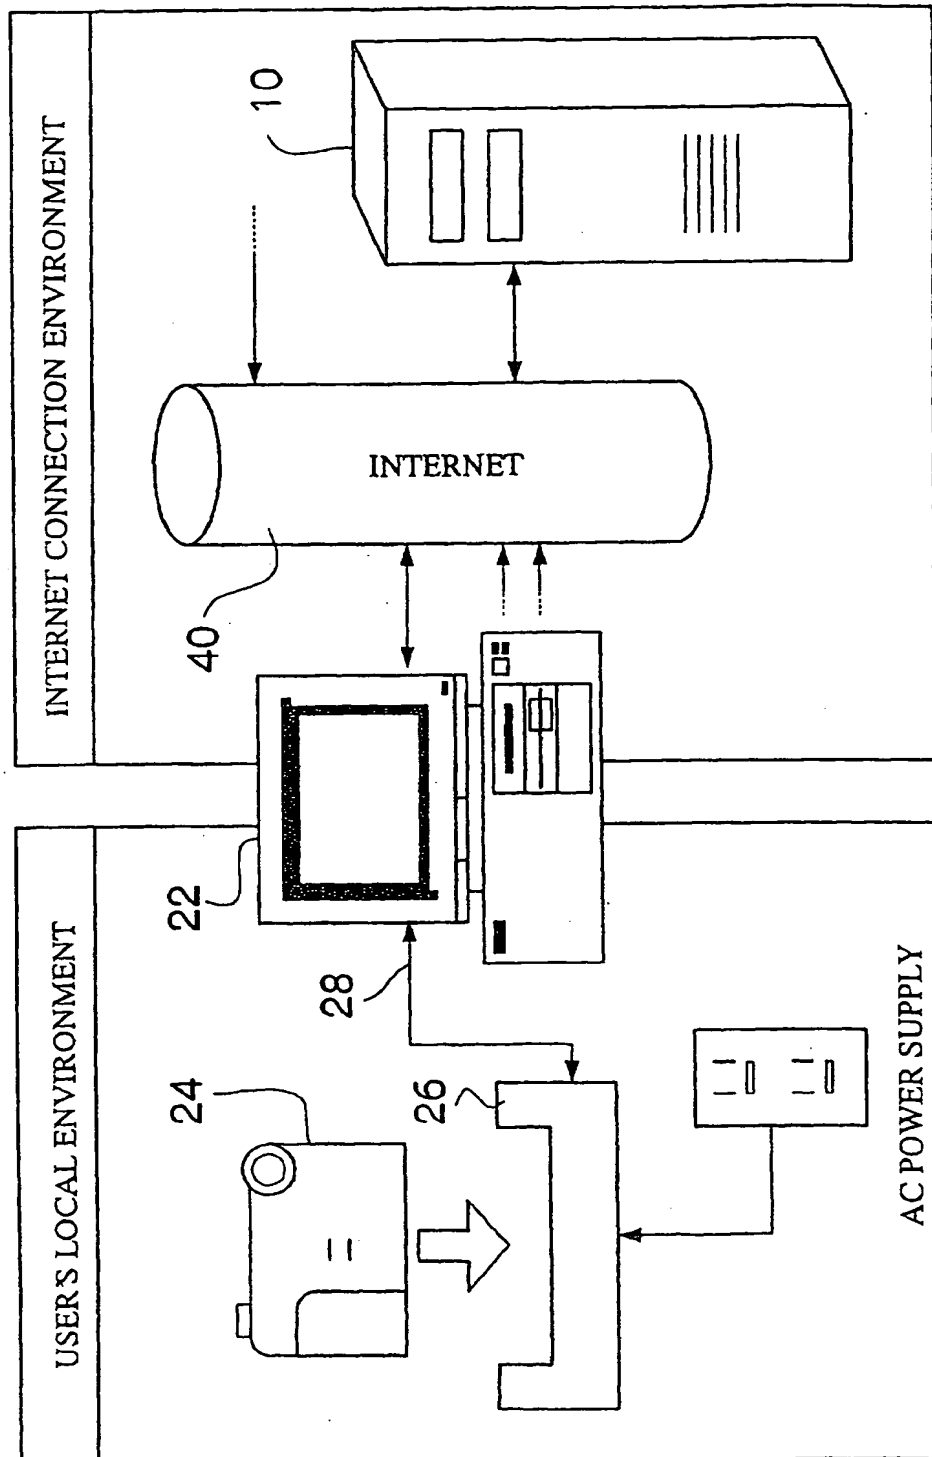 USER'S LOCAL ENVIRONMENT
INTERNET CONNECTION ENVIRONMENT
24
22
40
10
28
26
INTERNET
AC POWER SUPPLY